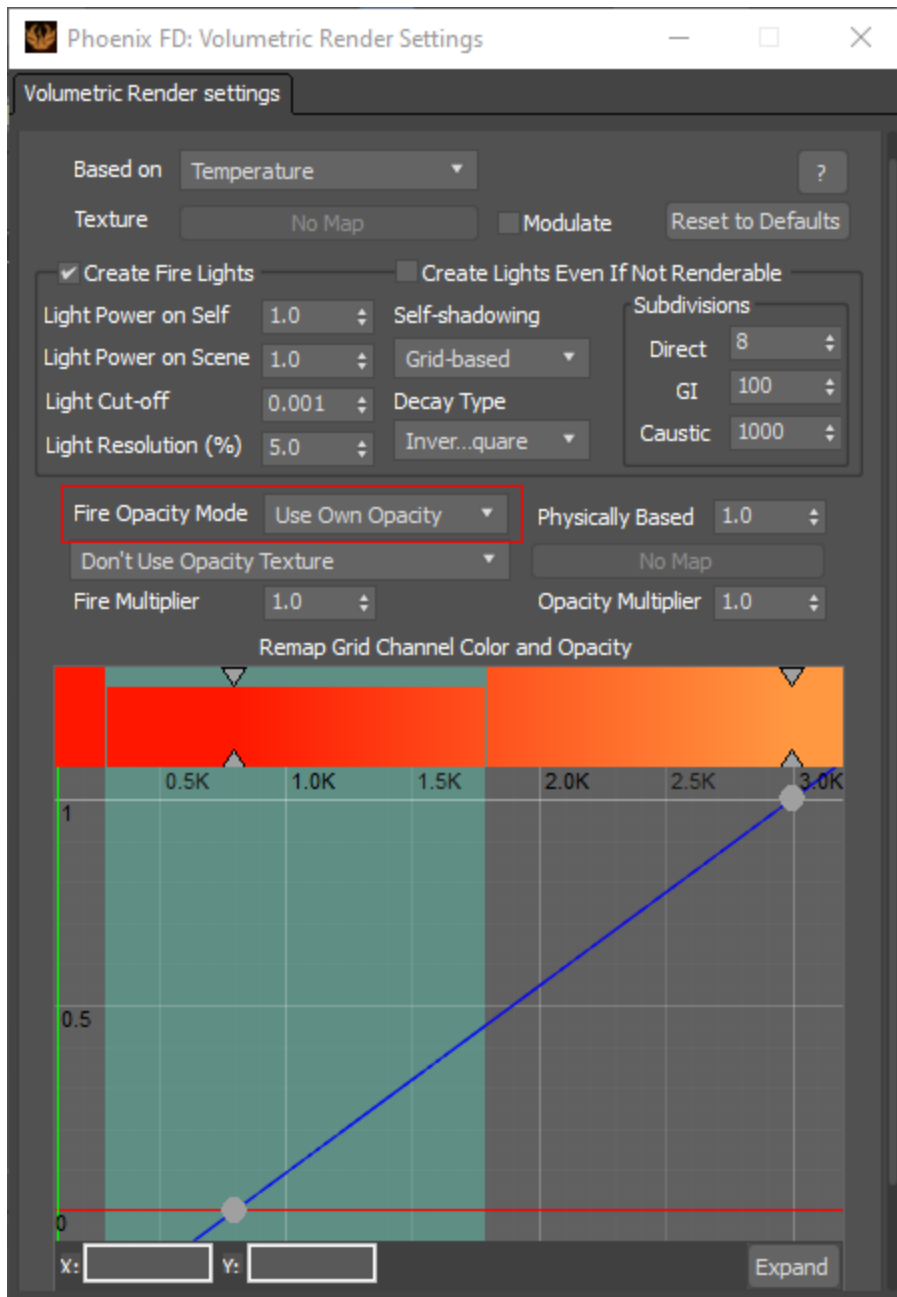 Phoenix FD: Volumetric Render Settings
Volumetric Render settings
Based on Temperature ?
Texture No Map Modulate Reset to Defaults
Create Fire Lights Create Lights Even If Not Renderable
Light Power on Self 1.0 Self-shadowing Subdivisions
Direct 8
Light Power on Scene 1.0 Grid-based
GI 100
Light Cut-off 0.001 Decay Type
Caustic 1000
Light Resolution (%) 5.0 Inver...quare
Fire Opacity Mode Use Own Opacity Physically Based 1.0
Don't Use Opacity Texture No Map
Fire Multiplier 1.0 Opacity Multiplier 1.0
Remap Grid Channel Color and Opacity
0.5K 1.0K 1.5K 2.0K 2.5K 3.0K
1
0.5
0
X: Y: Expand